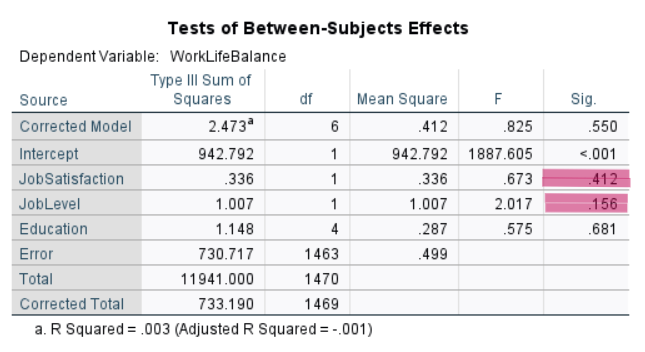 Tests of Between-Subjects Effects
Dependent Variable: WorkLifeBalance
Source Type III Sum of Squares df Mean Square F Sig.
Corrected Model 2.473a 6 .412 .825 .550
Intercept 942.792 1 942.792 1887.605 <.001
JobSatisfaction .336 1 .336 .673 .412
JobLevel 1.007 1 1.007 2.017 .156
Education 1.148 4 .287 .575 .681
Error 730.717 1463 .499
Total 11941.000 1470
Corrected Total 733.190 1469
a. R Squared = .003 (Adjusted R Squared = -.001)